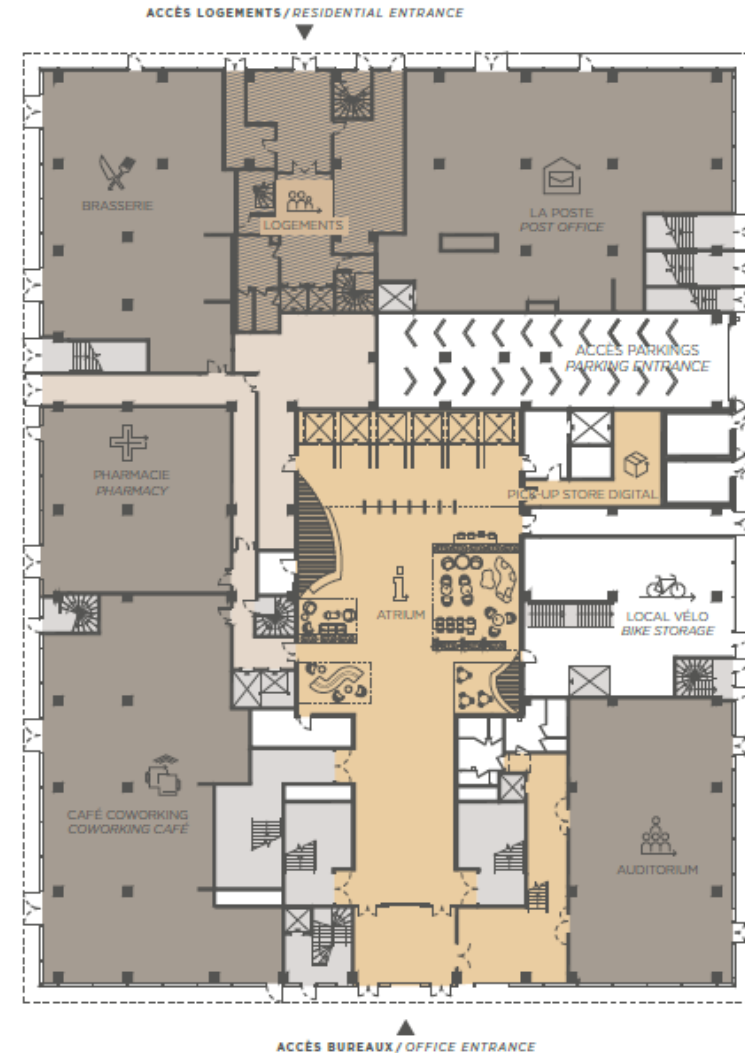 ACCÈS LOGEMENTS / RESIDENTIAL ENTRANCE
BRASSERIE
LOGEMENTS
LA POSTE
POST OFFICE
ACCÈS PARKINGS
PARKING ENTRANCE
PHARMACIE
PHARMACY
PICK-UP STORE DIGITAL
i
ATRIUM
LOCAL VÉLO
BIKE STORAGE
CAFÉ COWORKING
COWORKING CAFÉ
AUDITORIUM
ACCÈS BUREAUX / OFFICE ENTRANCE